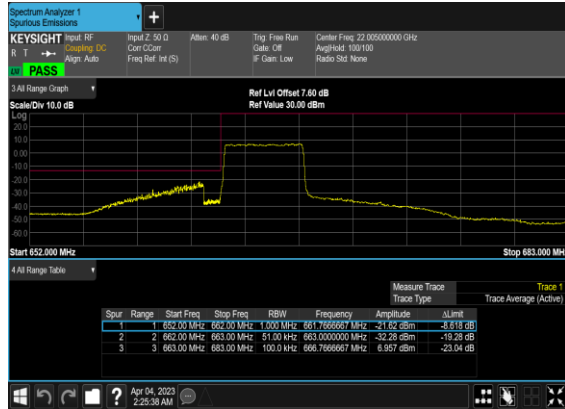 Spectrum Analyzer 1
Spurious Emissions
+
KEYSIGHT Input: RF Input Z: 50 Ω Atten: 40 dB Trig: Free Run Center Freq: 22.005000000 GHz
R T Coupling: DC Corr CCorr Gate: Off Avg|Hold: 100/100
Align: Auto Freq Ref: Int (S) IF Gain: Low Radio Std: None
PASS
3 All Range Graph
Ref Lvl Offset 7.60 dB
Scale/Div 10.0 dB Ref Value 30.00 dBm
Log
20.0
10.0
0.00
-10.0
-20.0
-30.0
-40.0
-50.0
-60.0
Start 652.000 MHz Stop 683.000 MH
4 All Range Table
Measure Trace Trace 1
Trace Type Trace Average (Active)
Spur Range Start Freq Stop Freq RBW Frequency Amplitude ΔLimit
1 1 652.00 MHz 662.00 MHz 1.000 MHz 661.7666667 MHz -21.62 dBm -8.618 dB
2 2 662.00 MHz 663.00 MHz 51.00 kHz 663.0000000 MHz -32.28 dBm -19.28 dB
3 3 663.00 MHz 683.00 MHz 100.0 kHz 666.7666667 MHz 6.957 dBm -23.04 dB
? Apr 04, 2023
2:25:38 AM